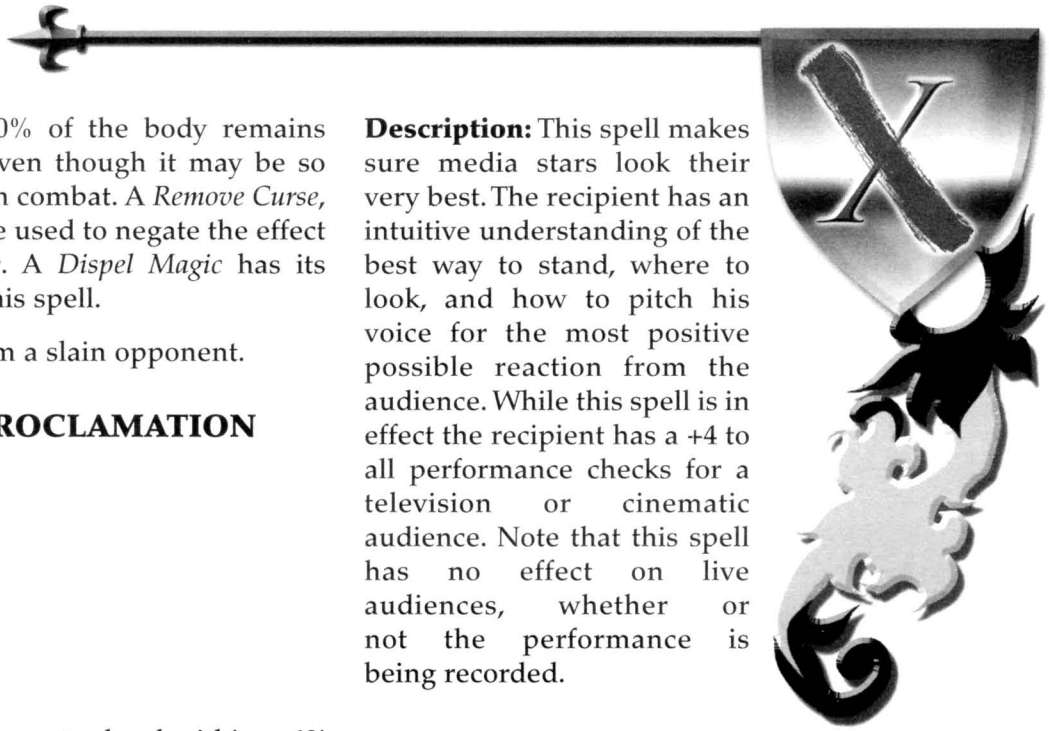 0% of the body remains
ven though it may be so
n combat. A Remove Curse,
e used to negate the effect
. A Dispel Magic has its
his spell.
m a slain opponent.
ROCLAMATION
Description: This spell makes
sure media stars look their
very best. The recipient has an
intuitive understanding of the
best way to stand, where to
look, and how to pitch his
voice for the most positive
possible reaction from the
audience. While this spell is in
effect the recipient has a +4 to
all performance checks for a
television or cinematic
audience. Note that this spell
has no effect on live
audiences, whether or
not the performance is
being recorded.
X